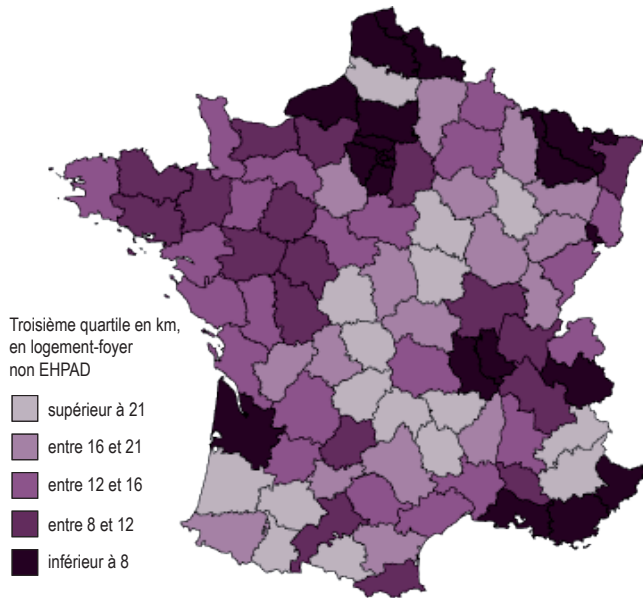 Troisième quartile en km,
en logement-foyer
non EHPAD
supérieur à 21
entre 16 et 21
entre 12 et 16
entre 8 et 12
inférieur à 8